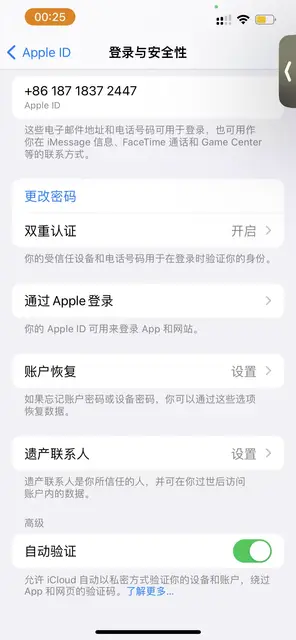 00:25
Apple ID
登录与安全性
+86 187 1837 2447
Apple ID
这些电子邮件地址和电话号码可用于登录，也可用作
你在 iMessage 信息、FaceTime 通话和 Game Center
等的联系方式。
更改密码
双重认证 开启
你的受信任设备和电话号码用于在登录时验证你的身份。
通过 Apple 登录
你的 Apple ID 可用来登录 App 和网站。
账户恢复 设置
如果忘记账户密码或设备密码，你可以通过这些选项
恢复数据。
遗产联系人 设置
遗产联系人是你所信任的人，并可在你过世后访问
账户内的数据。
高级
自动验证
允许 iCloud 自动以私密方式验证你的设备和账户，绕过
App 和网页的验证码。了解更多...